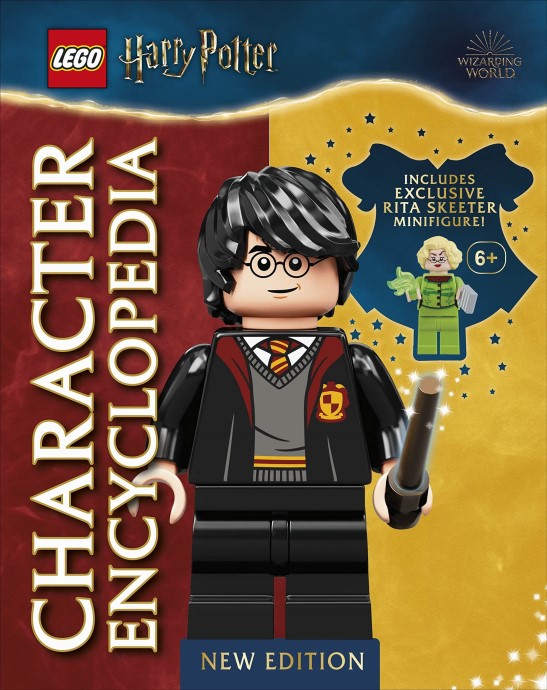 LEGO
Harry Potter
WIZARDING
WORLD
CHARACTER
ENCYCLOPEDIA
INCLUDES
EXCLUSIVE
RITA SKEETER
MINIFIGURE!
6+
NEW EDITION